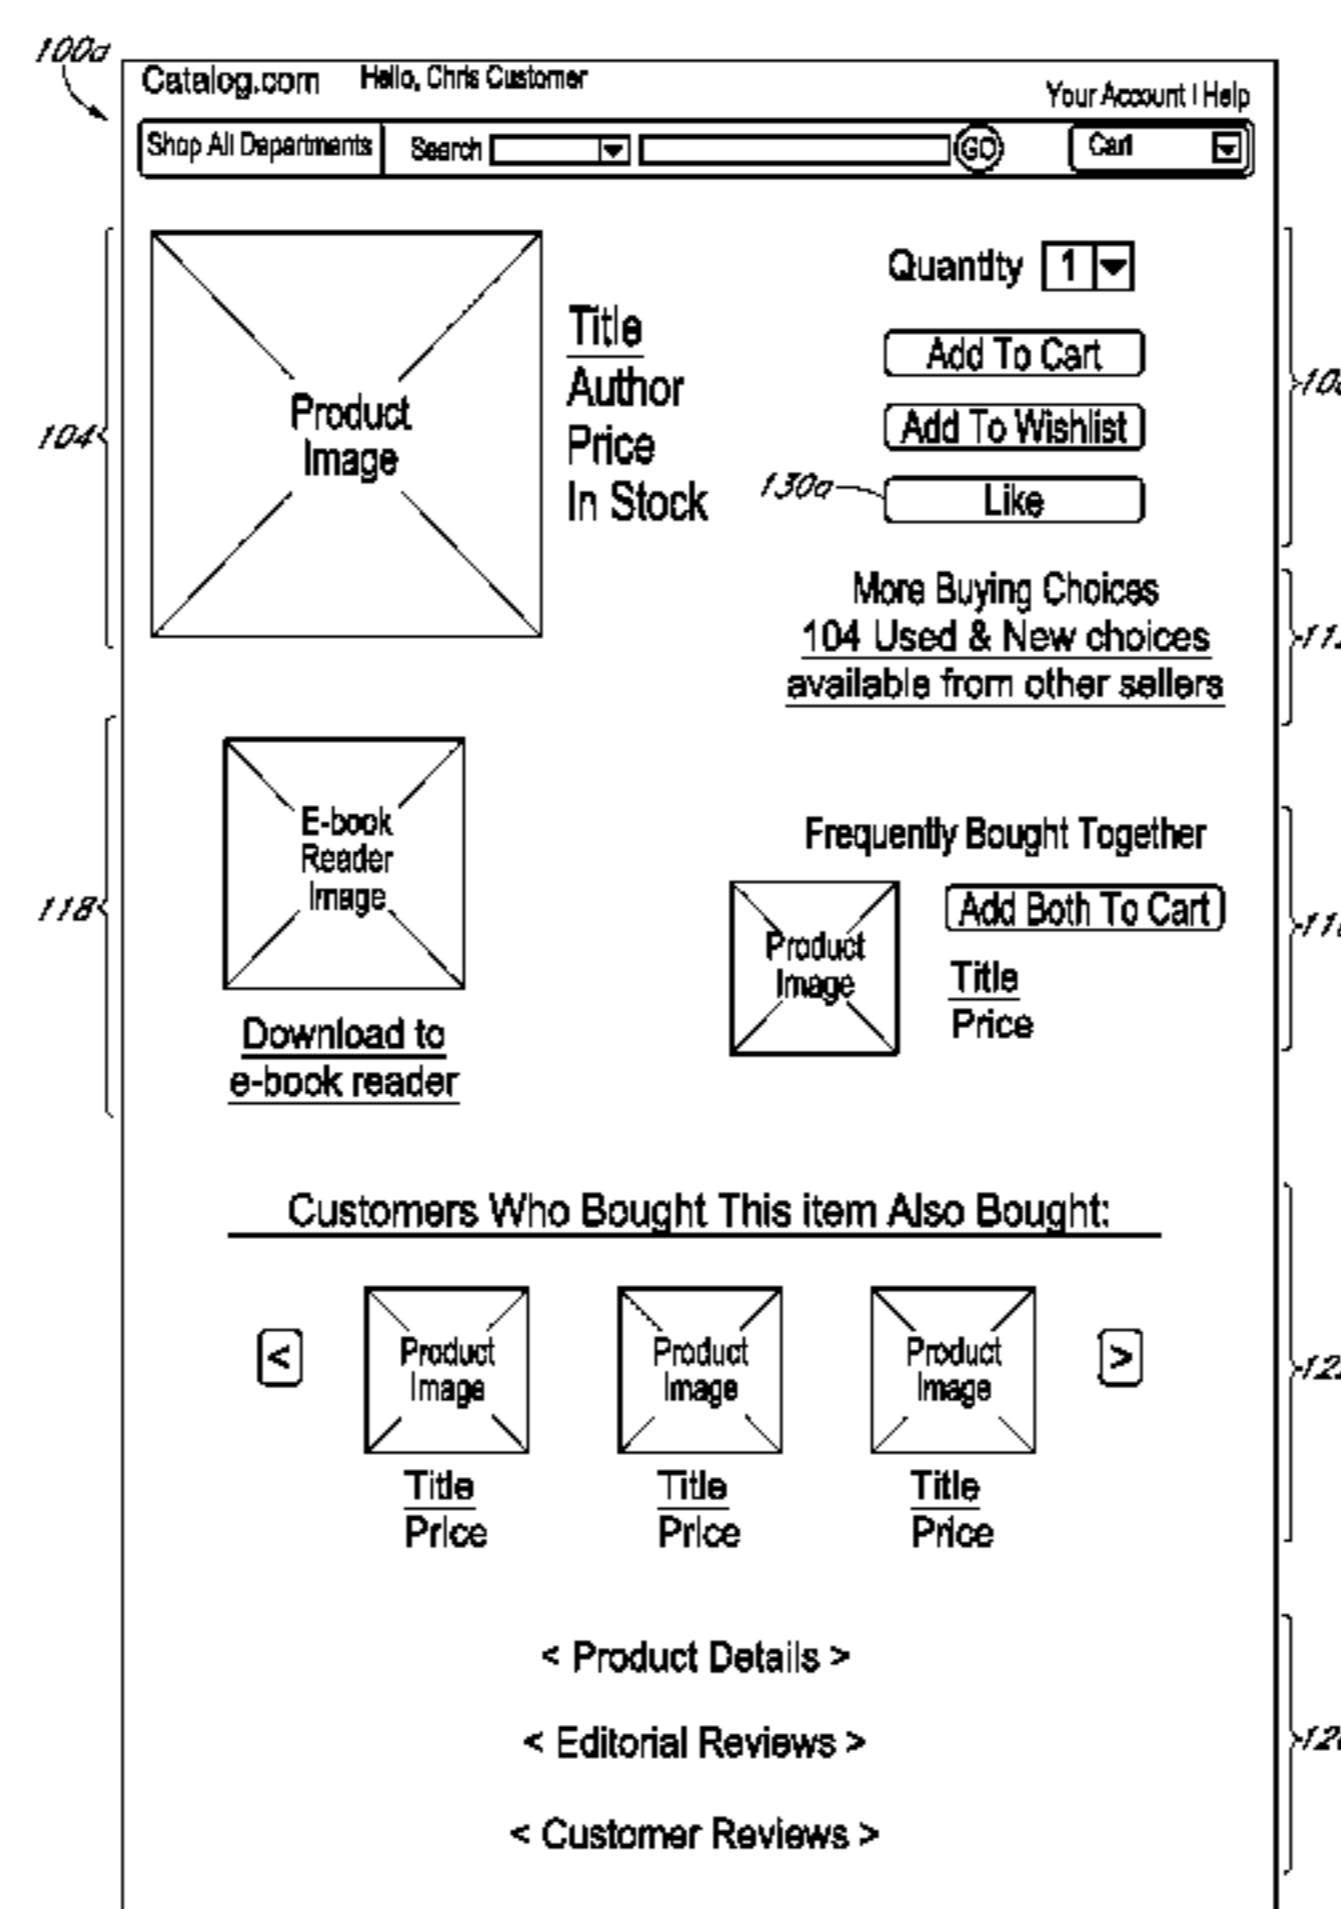 100a
Catalog.com Hello, Chris Customer
Your Account | Help
Shop All Departments Search GO Cart
Quantity 1
Title
Add To Cart
Author
Product
Image
104
Add To Wishlist
Price
130a
Like
In Stock
More Buying Choices
104 Used & New choices
available from other sellers
E-book
Reader
Image
118
Download to
e-book reader
Frequently Bought Together
Product
Image
Add Both To Cart
Title
Price
Customers Who Bought This item Also Bought:
< Product Image Product Image Product Image >
Title Title Title
Price Price Price
< Product Details >
< Editorial Reviews >
< Customer Reviews >